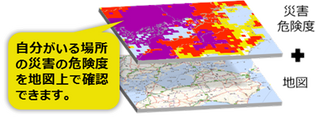 自分がいる場所
の災害の危険度
を地図上で確認
できます。
災害
危険度
+
地図